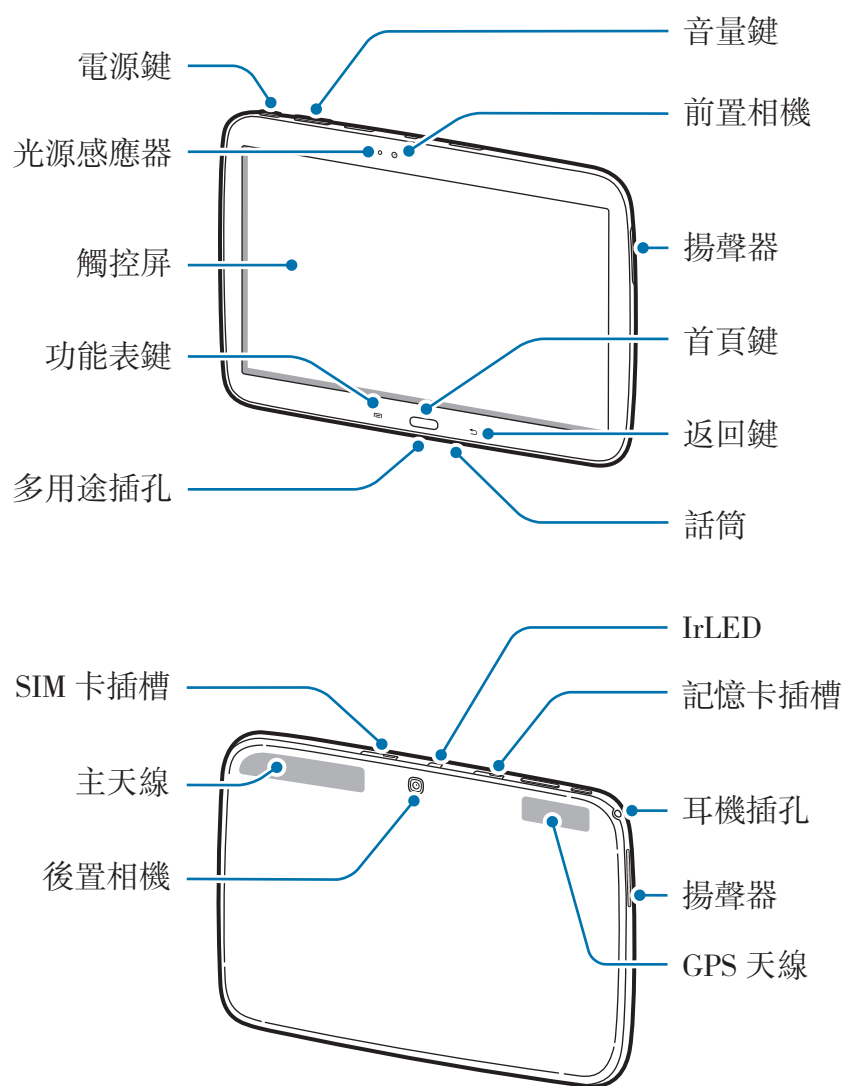 音量鍵
電源鍵
前置相機
光源感應器
揚聲器
觸控屏
首頁鍵
功能表鍵
返回鍵
多用途插孔
話筒
IrLED
SIM 卡插槽
記憶卡插槽
主天線
耳機插孔
後置相機
揚聲器
GPS 天線